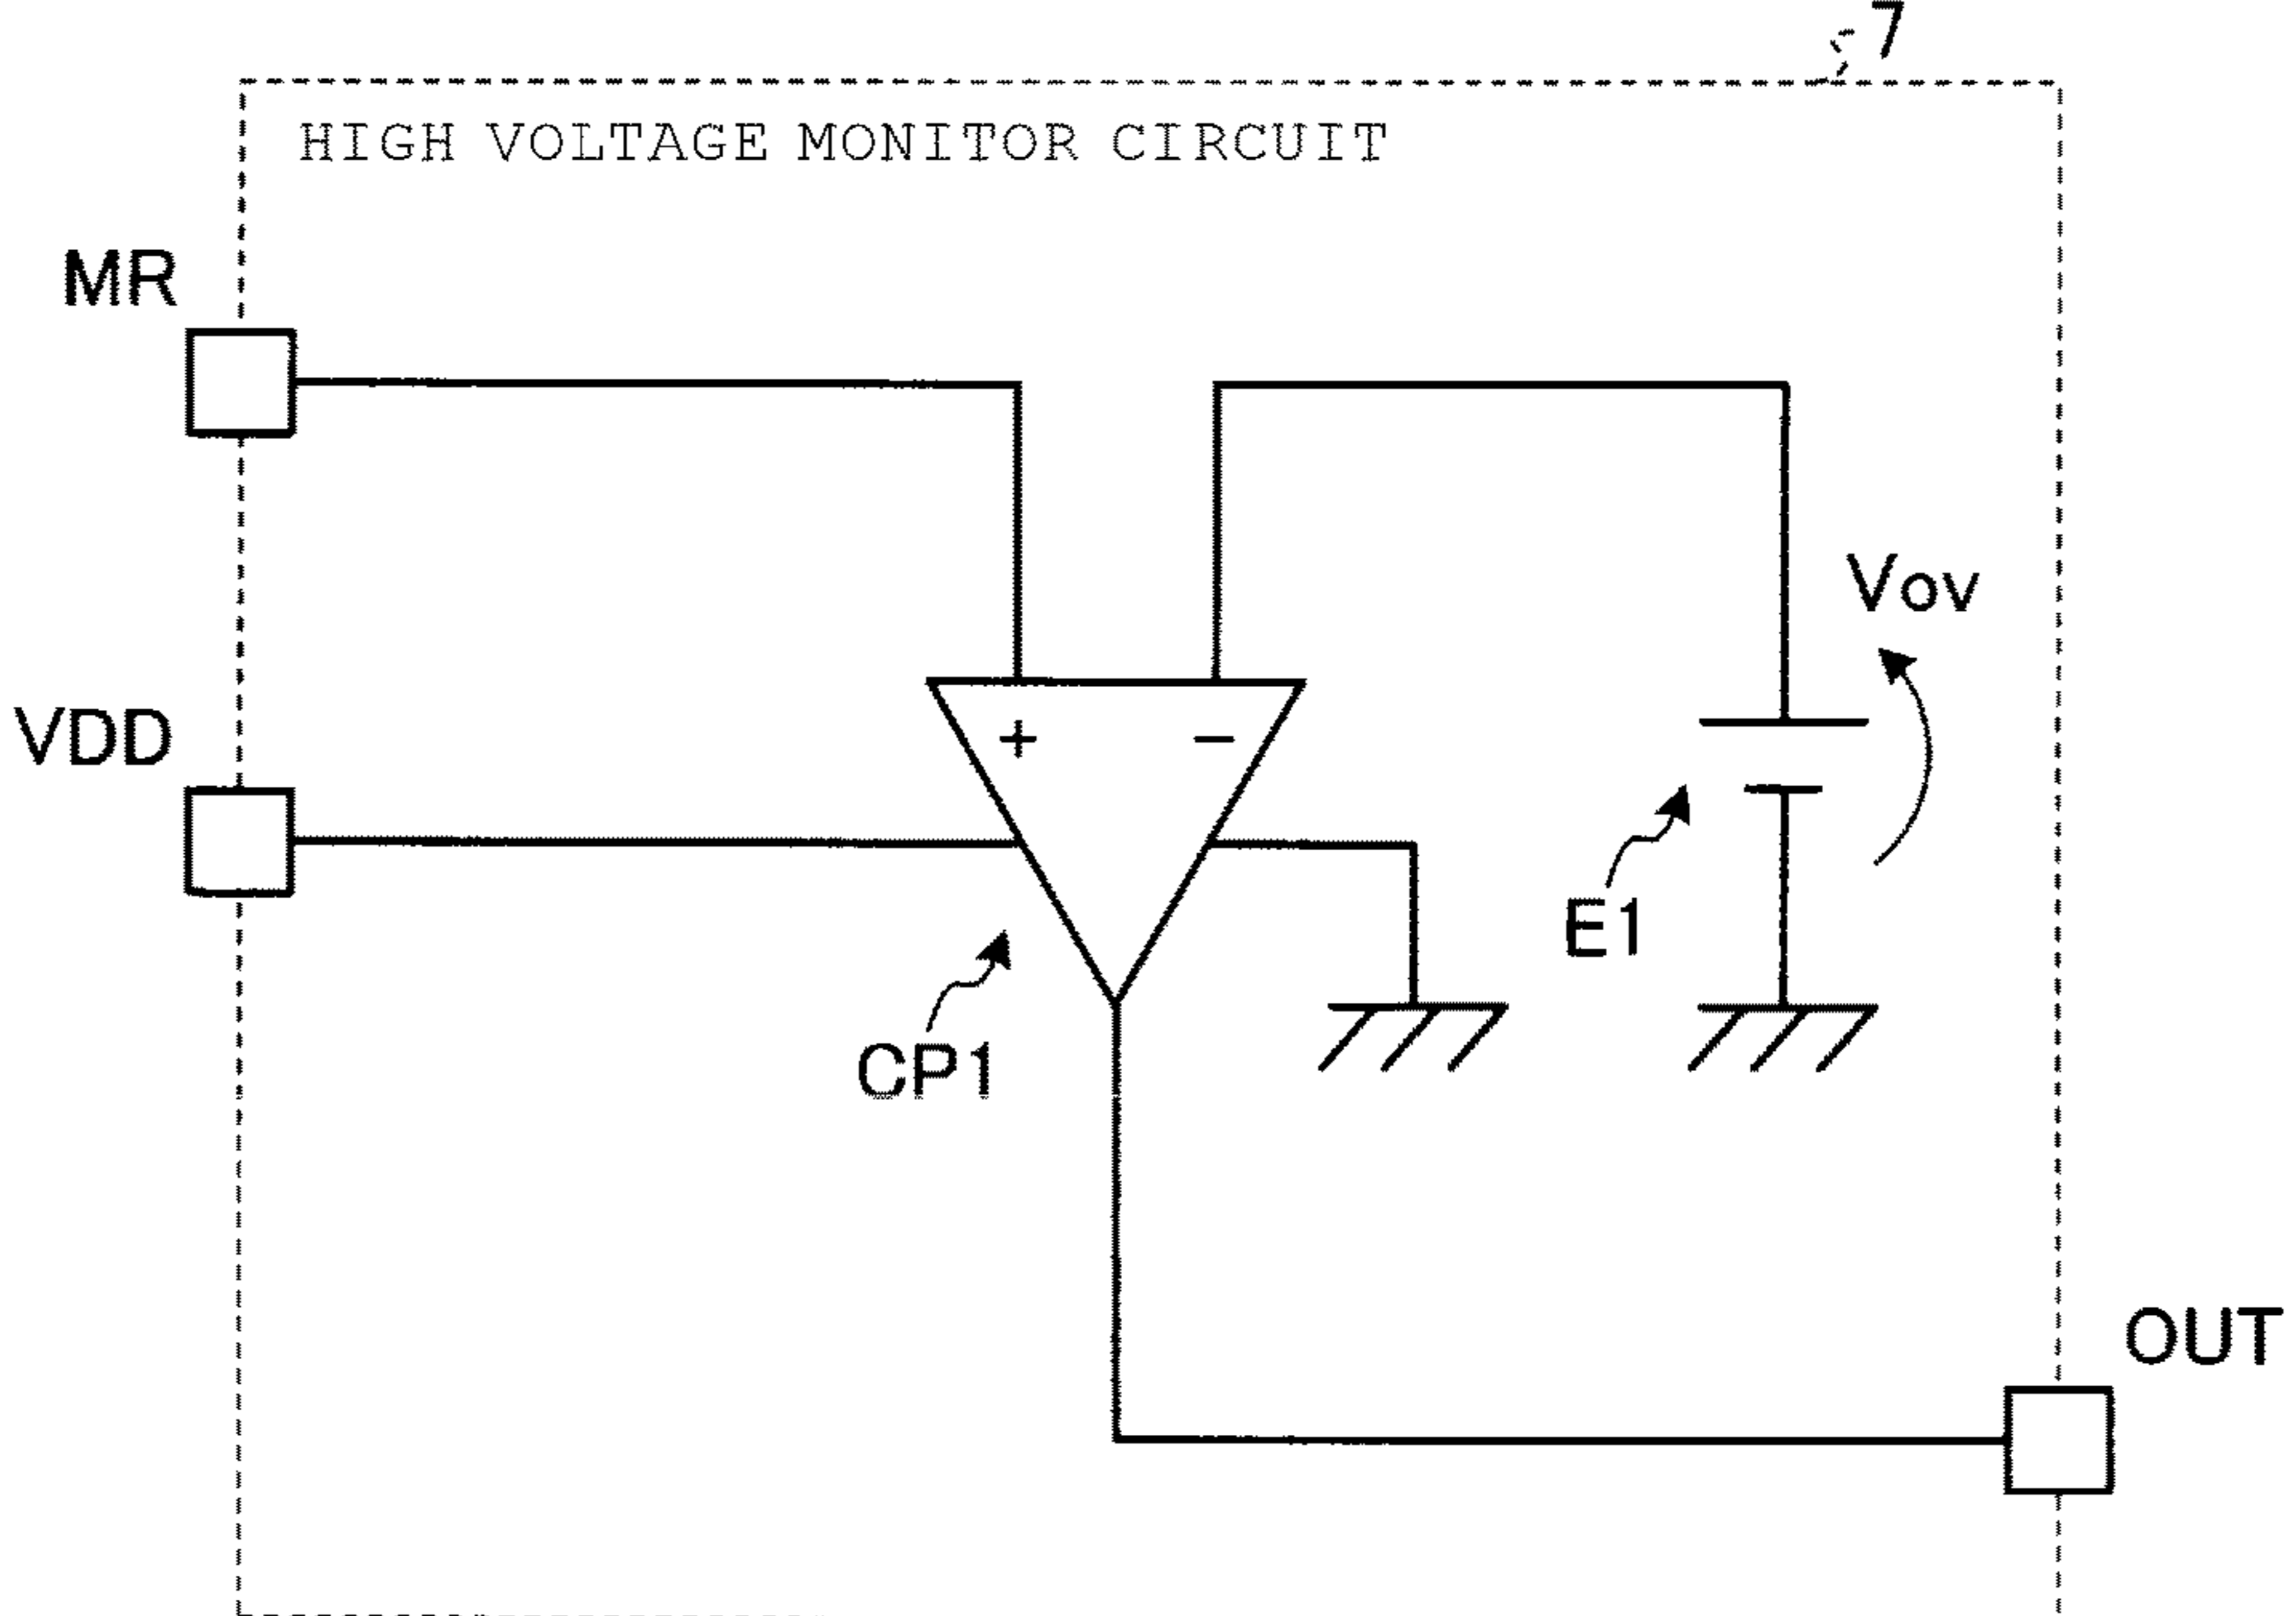 7
HIGH VOLTAGE MONITOR CIRCUIT
MR
Vov
VDD
+ −
E1
CP1
OUT